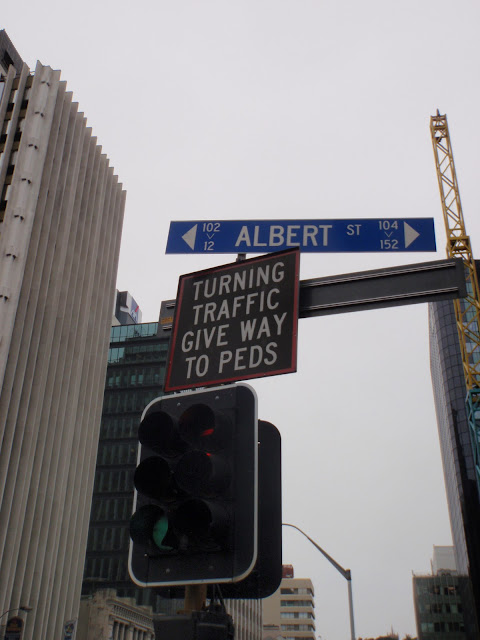 102 ALBERT ST 104
12 152
TURNING
TRAFFIC
GIVE WAY
TO PEDS